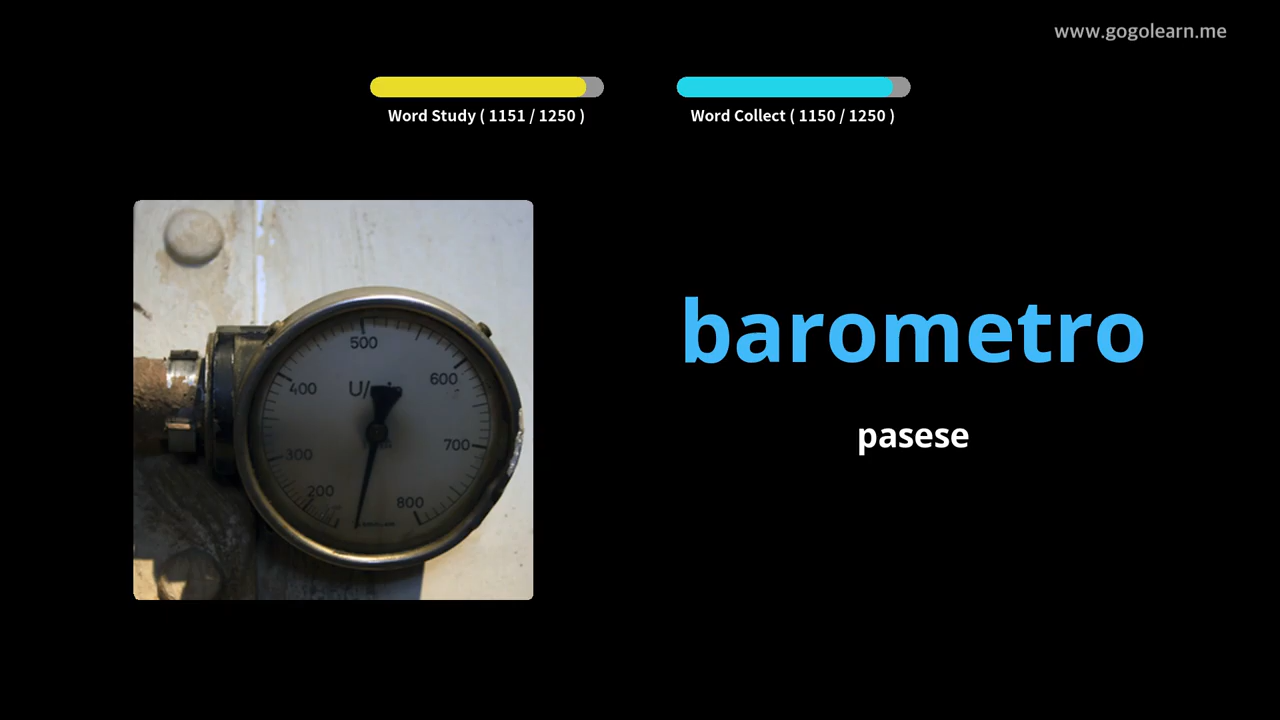 www.gogolearn.me
Word Study ( 1151 / 1250 )
Word Collect ( 1150 / 1250 )
barometro
pasese
500
400
600
U/
300
700
200
800